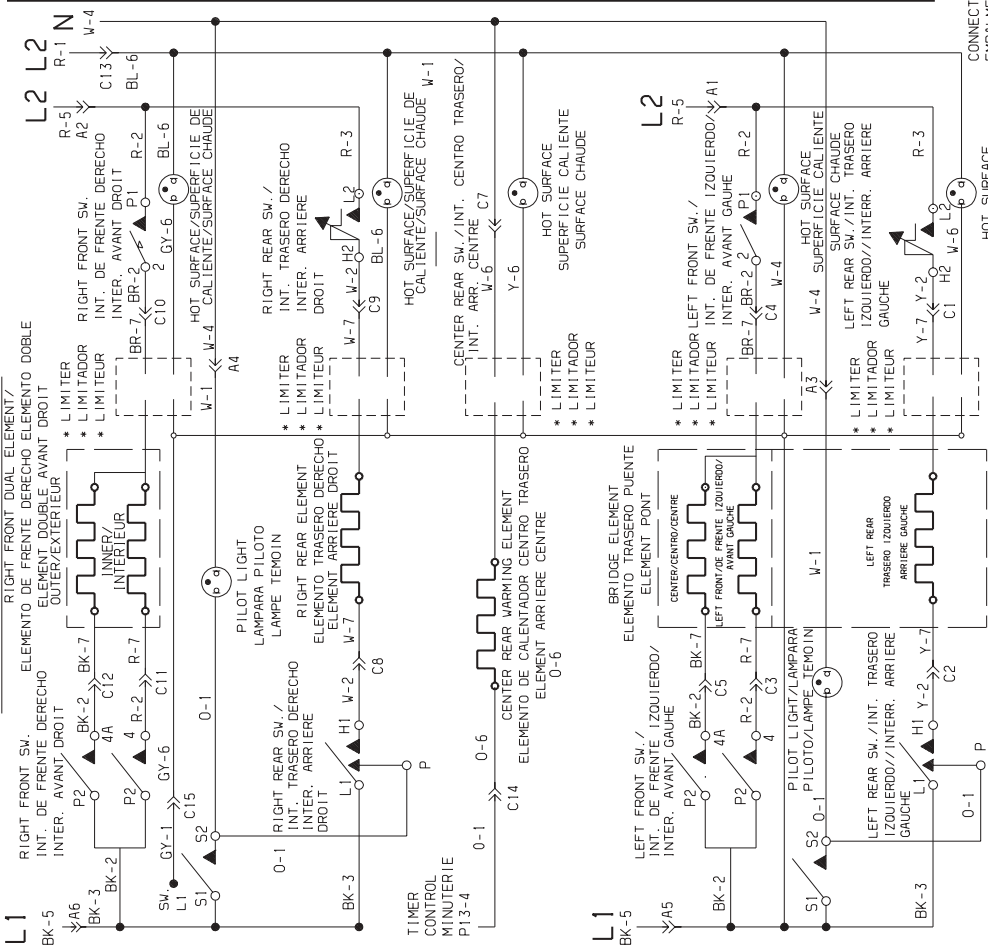 L1
BK-5
A6
BK-3
RIGHT FRONT SW.
INT. DE FRENTE DERECHO
INTER. AVANT DROIT
P2
P2
BK-2
4A
4
BK-2
R-2
C12
C11
BK-7
R-7
RIGHT FRONT DUAL ELEMENT/
ELEMENTO DE FRENTE DERECHO ELEMENTO DOBLE
ELEMENT DOUBLE AVANT DROIT
OUTER/EXTERIEUR
INNER/
INTERIEUR
* LIMITER
* LIMITADOR
* LIMITEUR
BR-7
C10
BR-2
2
P1
RIGHT FRONT SW.
INT. DE FRENTE DERECHO
INTER. AVANT DROIT
R-2
L2
R-5
A2
L2
R-1
C13
BL-6
N
W-4
SW.
L1
GY-1
C15
GY-6
GY-6
BL-6
HOT SURFACE/SUPERFICIE DE
CALIENTE/SURFACE CHAUDE
S1
S2
O-1
PILOT LIGHT
LAMPARA PILOTO
LAMPE TEMOIN
W-1
A4
W-4
O-1
RIGHT REAR SW./
INT. TRASERO DERECHO
INTER. ARRIERE
DROIT
BK-3
L1
H1
P
W-2
C8
W-7
RIGHT REAR ELEMENT
ELEMENTO TRASERO DERECHO
ELEMENT ARRIERE DROIT
* LIMITER
* LIMITADOR
* LIMITEUR
W-7
C9
W-2
H2
L2
RIGHT REAR SW./
INT. TRASERO DERECHO
INTER. ARRIERE
DROIT
R-3
BL-6
HOT SURFACE/SUPERFICIE DE
CALIENTE/SURFACE CHAUDE
W-1
TIMER
CONTROL
MINUTERIE
P13-4
O-1
C14
O-6
CENTER REAR WARMING ELEMENT
ELEMENTO DE CALENTADOR CENTRO TRASERO
ELEMENT ARRIERE CENTRE
O-6
CENTER REAR SW./INT. CENTRO TRASERO/
INT. ARR. CENTRE
W-6
C7
Y-6
HOT SURFACE
SUPERFICIE CALIENTE
SURFACE CHAUDE
* LIMITER
* LIMITADOR
* LIMITEUR
L1
BK-5
A5
BK-3
LEFT FRONT SW./
INT. DE FRENTE IZQUIERDO/
INTER. AVANT GAUHE
P2
P2
BK-2
4A
4
BK-2
R-2
C5
C3
BK-7
R-7
BRIDGE ELEMENT
ELEMENTO TRASERO PUENTE
ELEMENT PONT
CENTER/CENTRO/CENTRE
LEFT FRONT/DE FRENTE IZQUIERDO/
AVANT GAUCHE
* LIMITER
* LIMITADOR
* LIMITEUR
BR-7
C4
BR-2
2
P1
LEFT FRONT SW./
INT. DE FRENTE IZQUIERDO/
INTER. AVANT GAUHE
R-2
L2
R-5
A1
W-4
HOT SURFACE
SUPERFICIE CALIENTE
SURFACE CHAUDE
S1
S2
O-1
PILOT LIGHT/LAMPARA
PILOTO/LAMPE TEMOIN
W-1
A3
W-4
O-1
LEFT REAR SW./INT. TRASERO
IZQUIERDO//INTERR. ARRIERE
GAUCHE
L1
H1
P
Y-2
C2
Y-7
LEFT REAR
TRASERO IZQUIERDO
ARRIERE GAUCHE
* LIMITER
* LIMITADOR
* LIMITEUR
Y-7
C1
Y-2
H2
L2
LEFT REAR SW./INT. TRASERO
IZQUIERDO//INTERR. ARRIERE
GAUCHE
R-3
W-6
HOT SURFACE
CONNECT